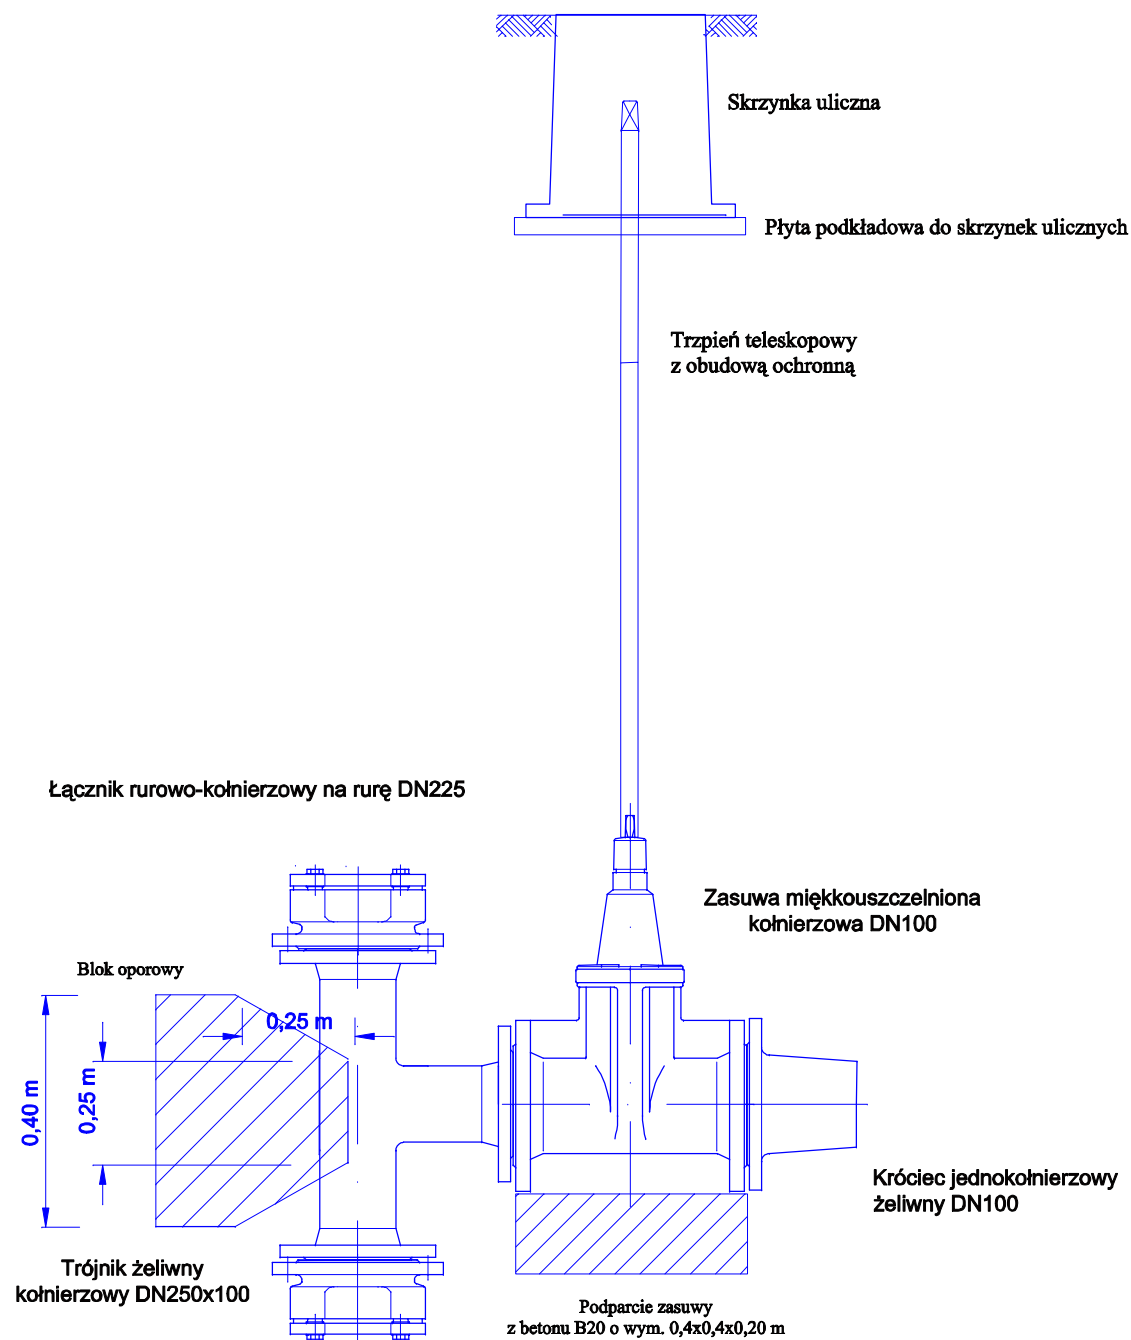 Skrzynka uliczna
Płyta podkładowa do skrzynek ulicznych
Trzpień teleskopowy
z obudową ochronną
Łącznik rurowo-kołnierzowy na rurę DN225
Zasuwa miękkouszczelniona
kołnierzowa DN100
Blok oporowy
0,25 m
0,40 m
0,25 m
Króciec jednokołnierzowy
żeliwny DN100
Trójnik żeliwny
kołnierzowy DN250x100
Podparcie zasuwy
z betonu B20 o wym. 0,4x0,4x0,20 m